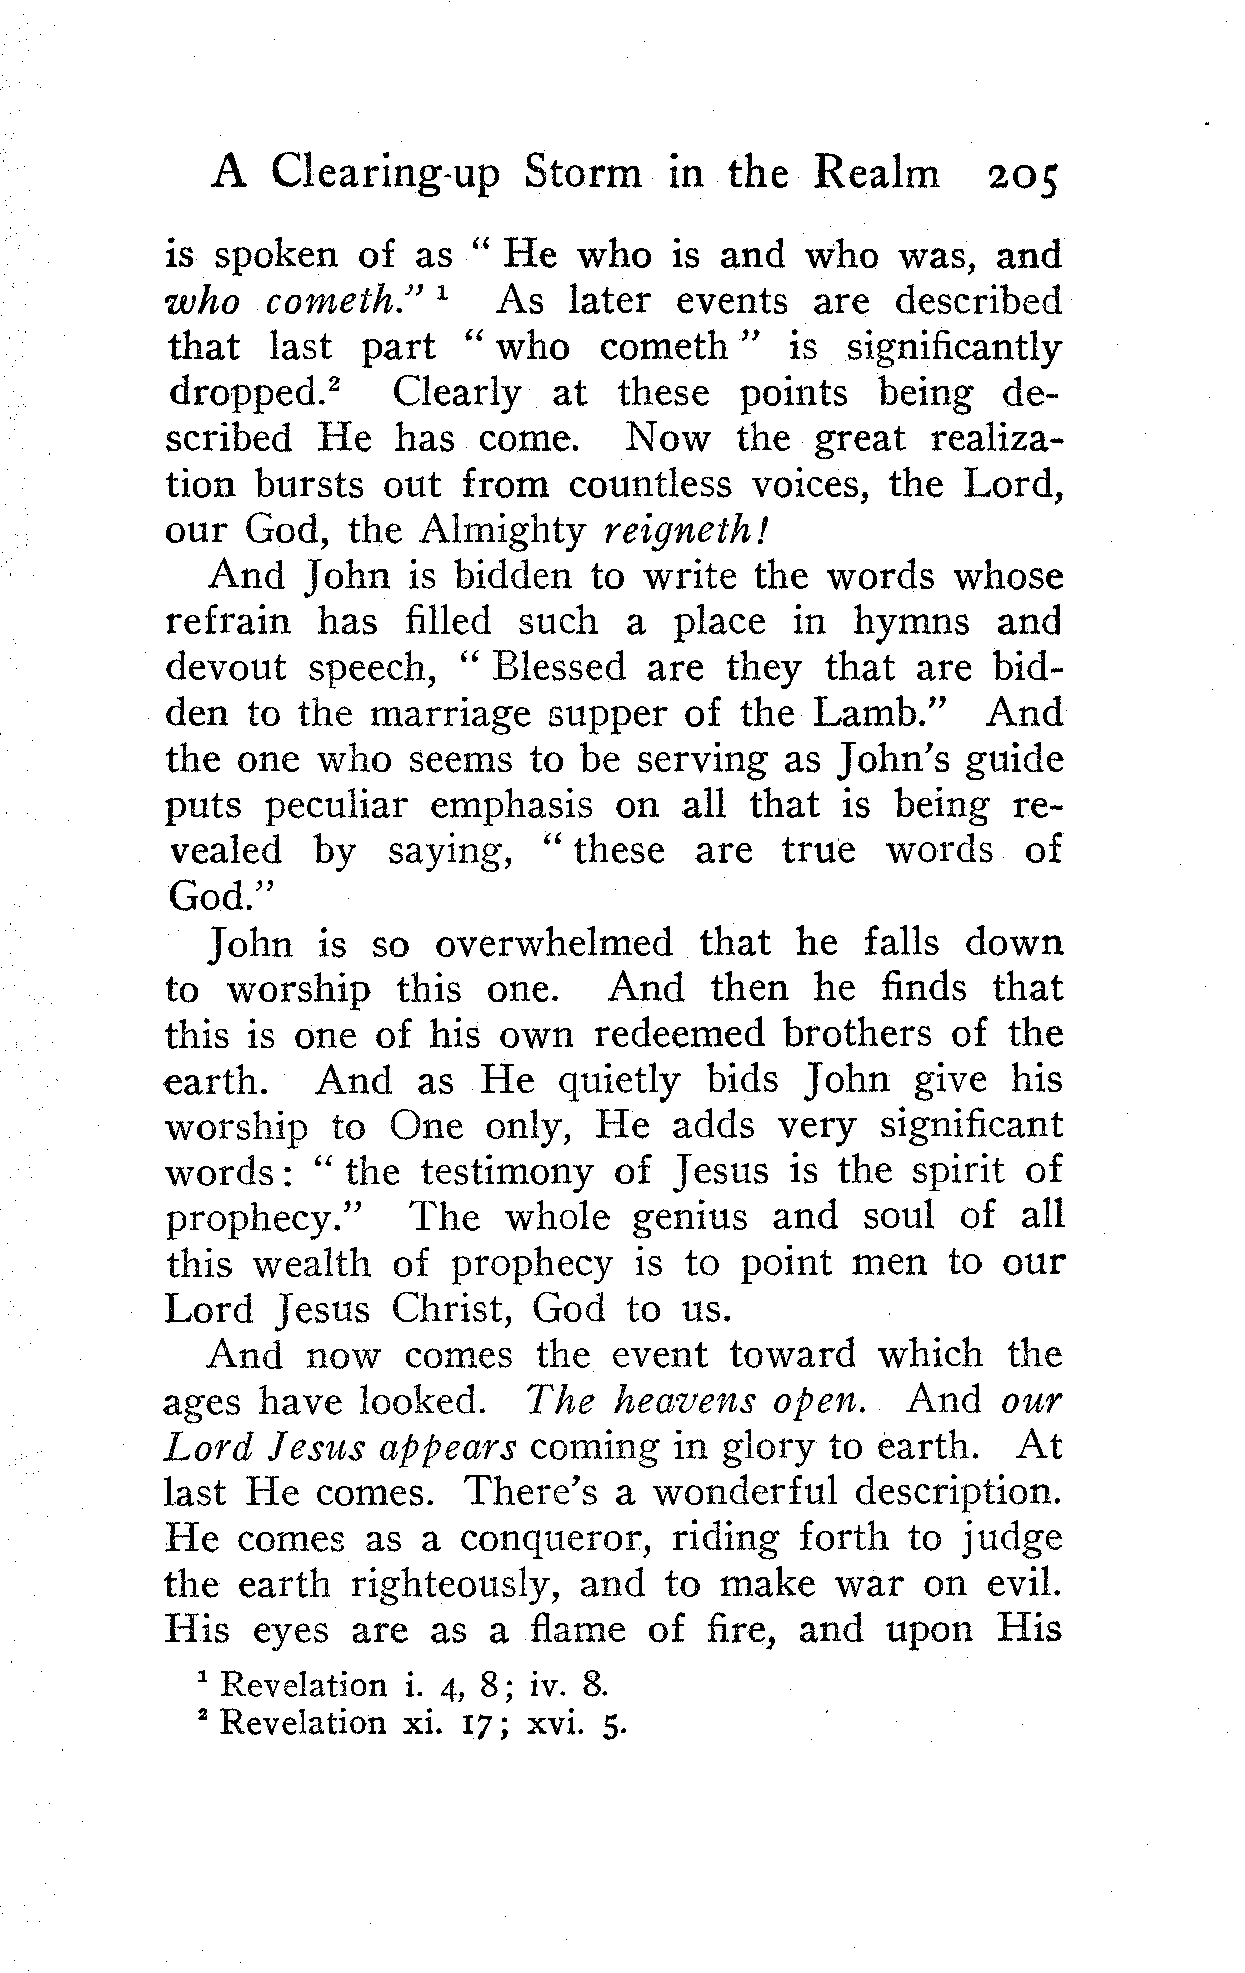 A Clearing-up Storm in the Realm 205
is spoken of as “ He who is and who was, and
who cometh.” ¹ As later events are described
that last part “ who cometh ” is significantly
dropped.² Clearly at these points being de-
scribed He has come. Now the great realiza-
tion bursts out from countless voices, the Lord,
our God, the Almighty reigneth!
And John is bidden to write the words whose
refrain has filled such a place in hymns and
devout speech, “ Blessed are they that are bid-
den to the marriage supper of the Lamb.” And
the one who seems to be serving as John’s guide
puts peculiar emphasis on all that is being re-
vealed by saying, “ these are true words of
God.”
John is so overwhelmed that he falls down
to worship this one. And then he finds that
this is one of his own redeemed brothers of the
earth. And as He quietly bids John give his
worship to One only, He adds very significant
words : “ the testimony of Jesus is the spirit of
prophecy.” The whole genius and soul of all
this wealth of prophecy is to point men to our
Lord Jesus Christ, God to us.
And now comes the event toward which the
ages have looked. The heavens open. And our
Lord Jesus appears coming in glory to earth. At
last He comes. There’s a wonderful description.
He comes as a conqueror, riding forth to judge
the earth righteously, and to make war on evil.
His eyes are as a flame of fire, and upon His
¹ Revelation i. 4, 8; iv. 8.
² Revelation xi. 17; xvi. 5.